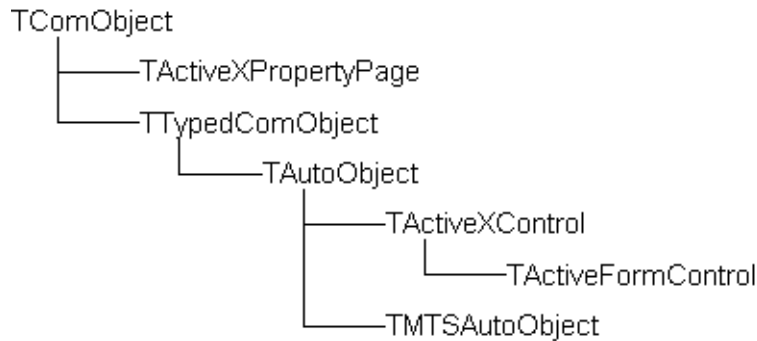 TComObject
TActiveXPropertyPage
TTypedComObject
TAutoObject
TActiveXControl
TActiveFormControl
TMTSAutoObject